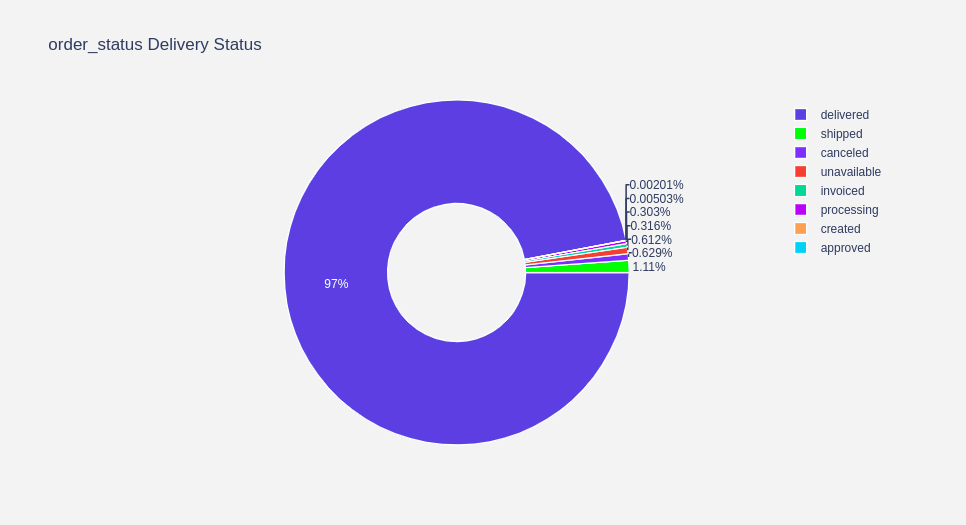 order_status Delivery Status
delivered
shipped
canceled
unavailable
invoiced
processing
created
approved
0.00201%
0.00503%
0.303%
0.316%
0.612%
0.629%
1.11%
97%